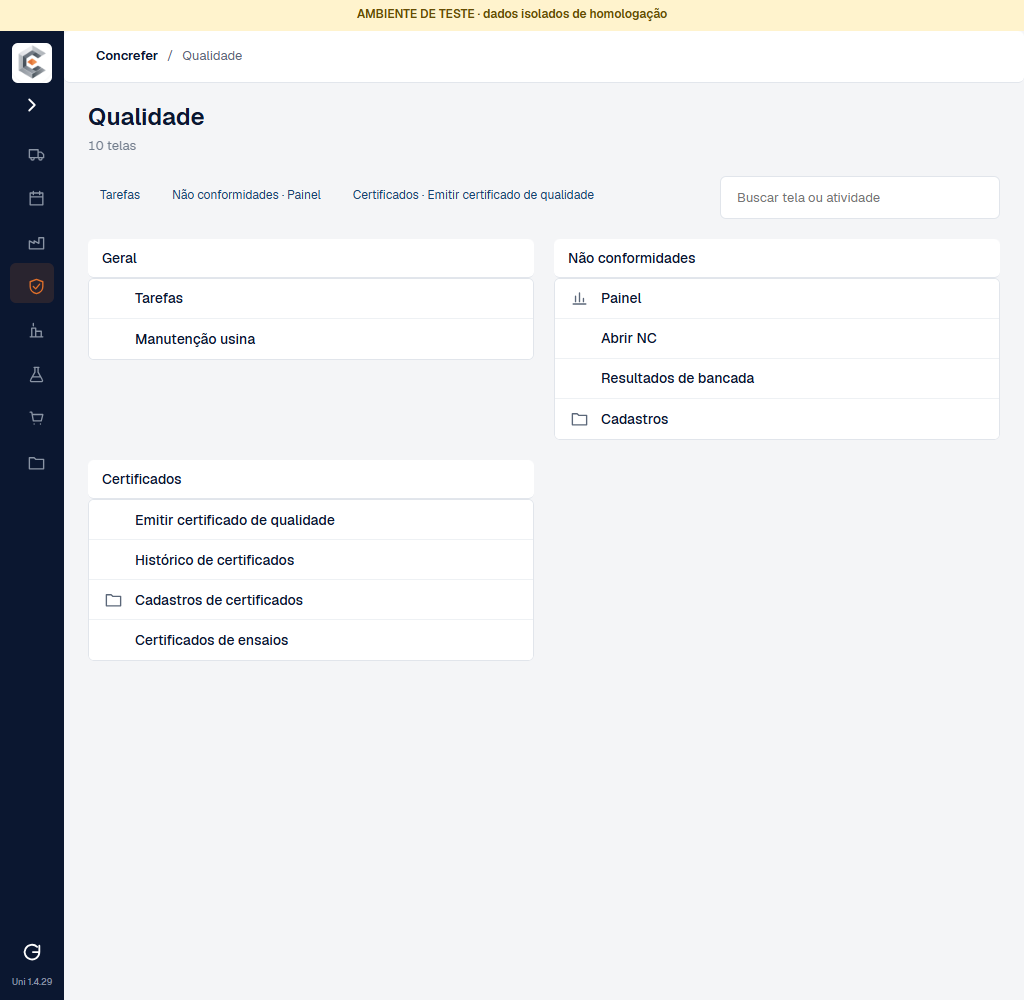 AMBIENTE DE TESTE · dados isolados de homologação
Concrefer / Qualidade
Qualidade
10 telas
Tarefas
Não conformidades · Painel
Certificados · Emitir certificado de qualidade
Buscar tela ou atividade
Geral
Tarefas
Manutenção usina
Não conformidades
Painel
Abrir NC
Resultados de bancada
Cadastros
Certificados
Emitir certificado de qualidade
Histórico de certificados
Cadastros de certificados
Certificados de ensaios
Uni 1.4.29